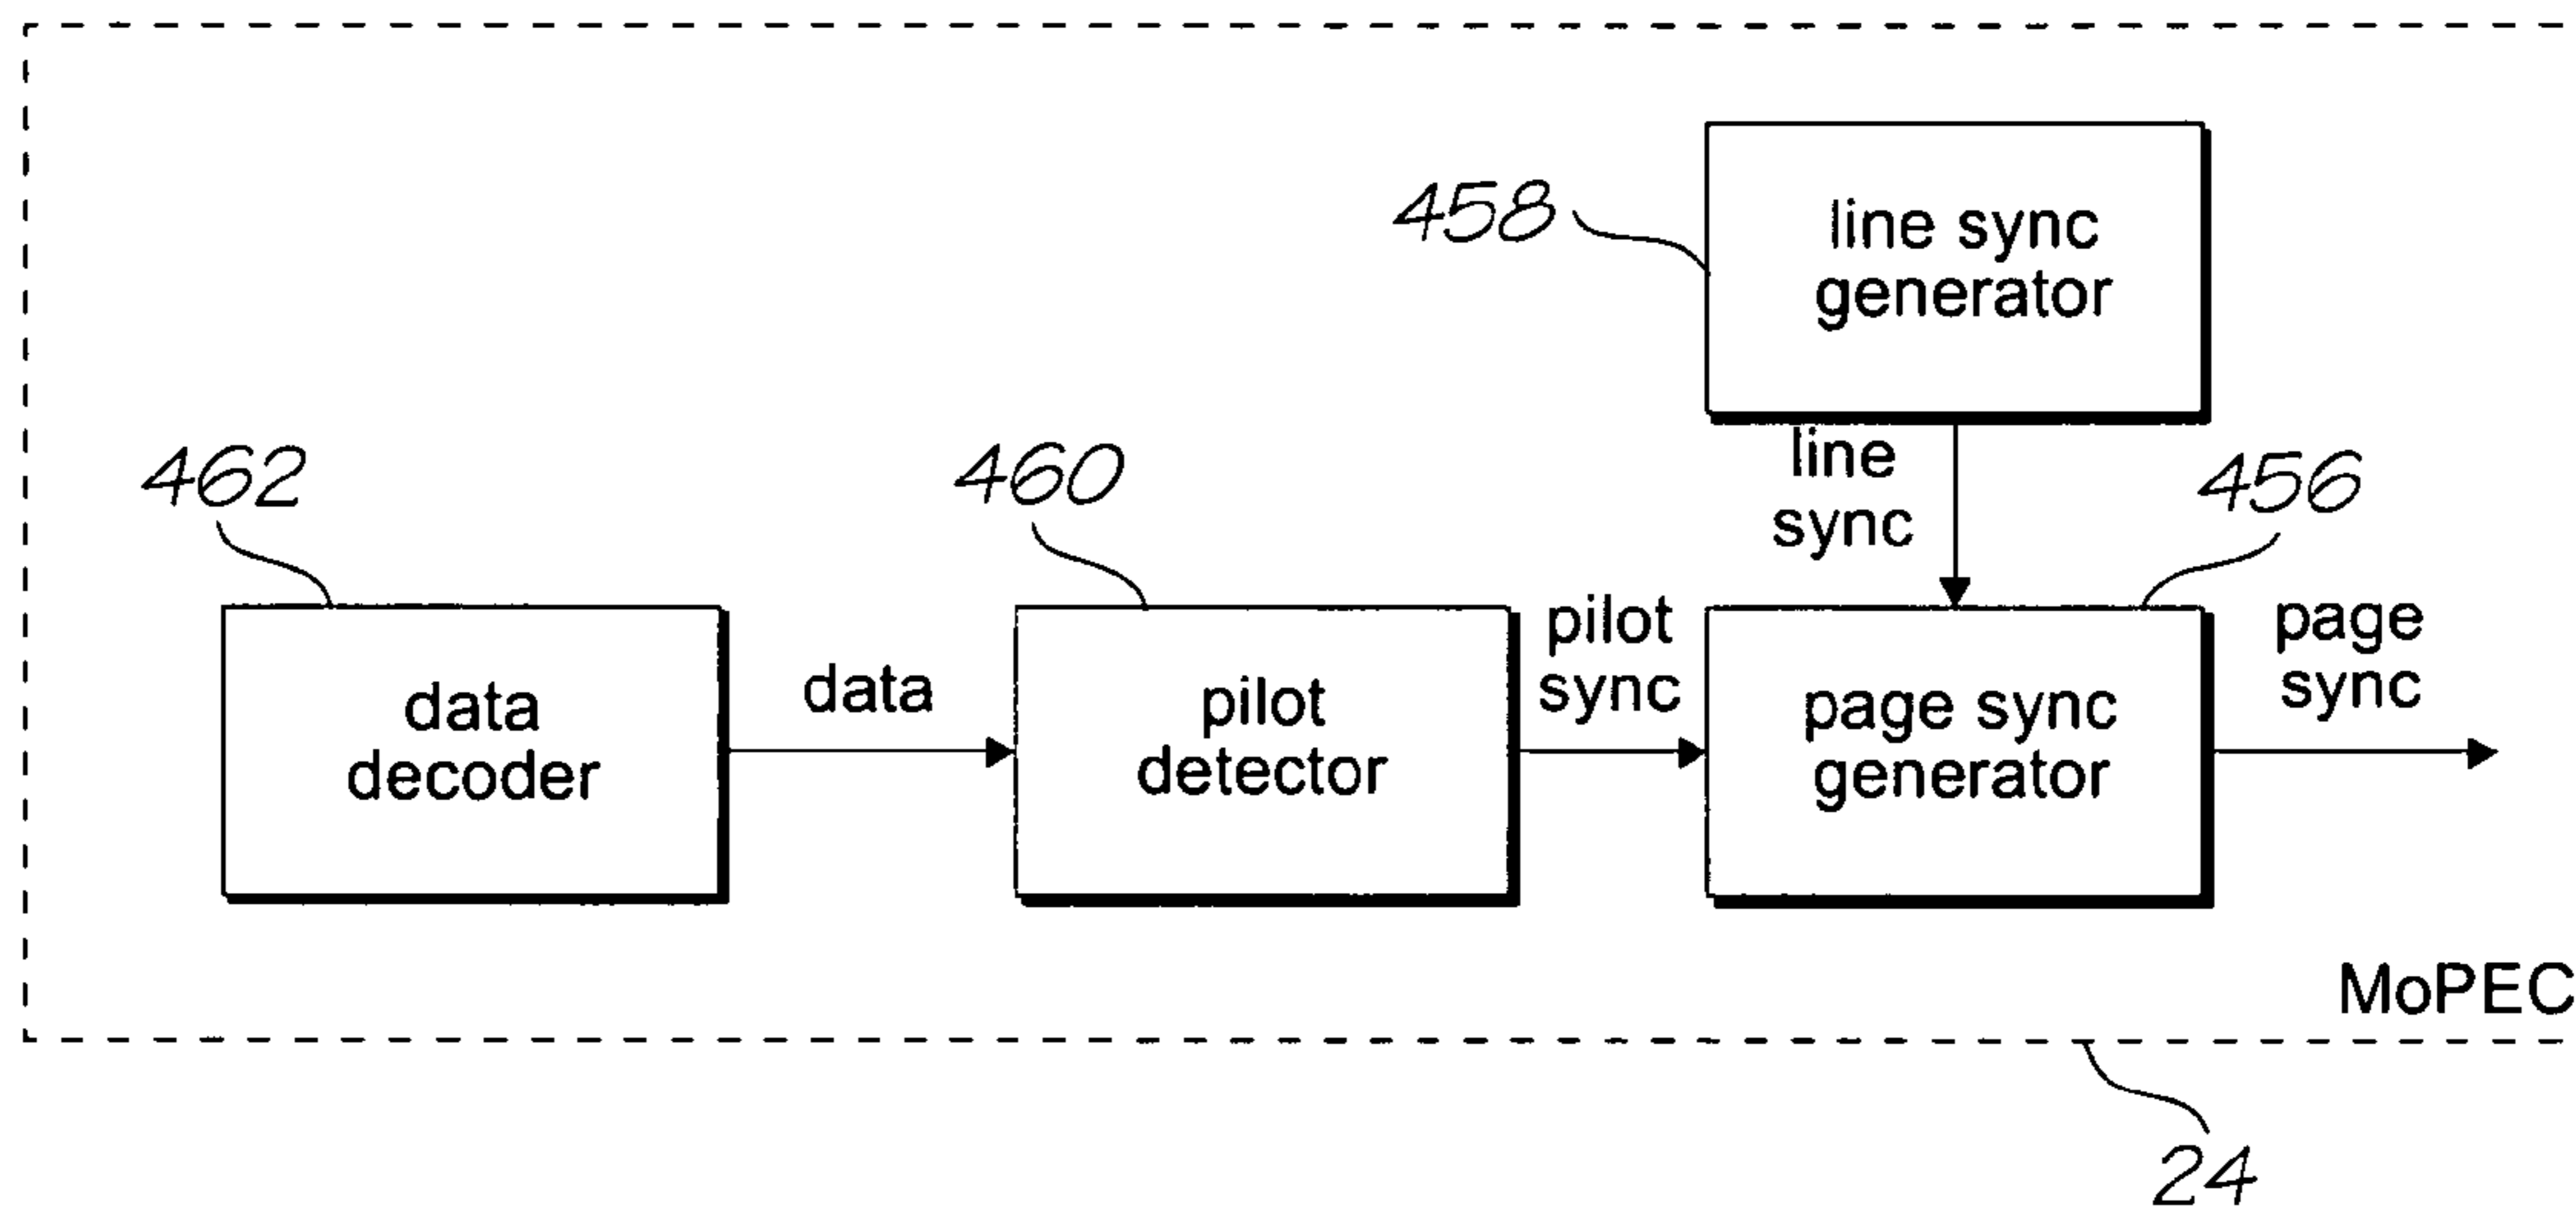 458
line sync
generator
line
sync
462
460
456
data
decoder
data
pilot
detector
pilot
sync
page sync
generator
page
sync
MoPEC
24